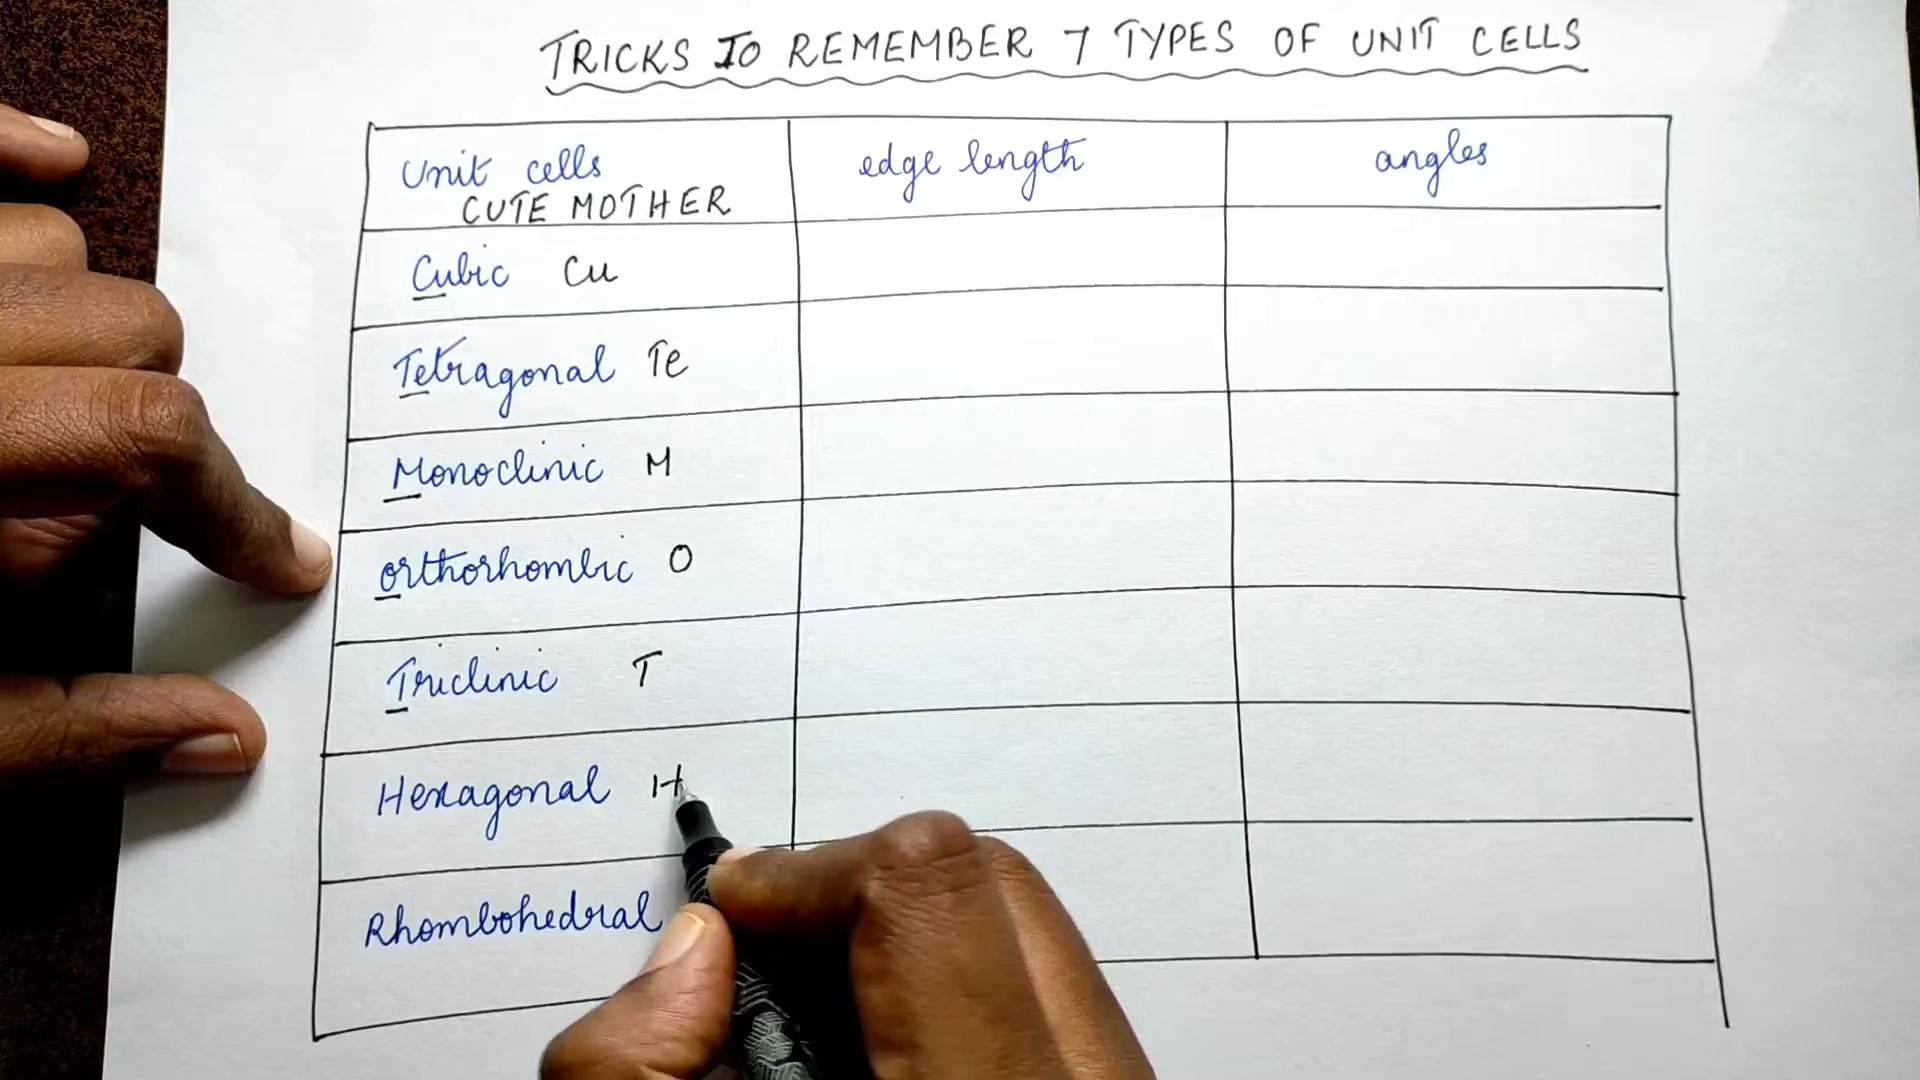 TRICKS TO REMEMBER 7 TYPES OF UNIT CELLS
Unit cells edge length angles
CUTE MOTHER
Cubic Cu
Tetragonal Te
Monoclinic M
orthorhombic O
Triclinic T
Hexagonal H
Rhombohedral